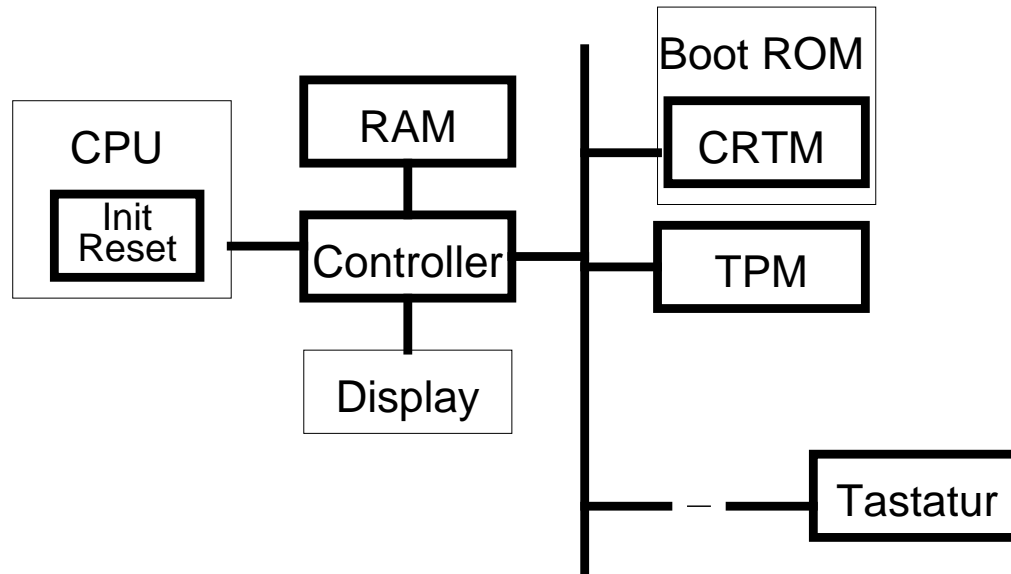 CPU
Init
Reset
RAM
Controller
Display
Boot ROM
CRTM
TPM
Tastatur